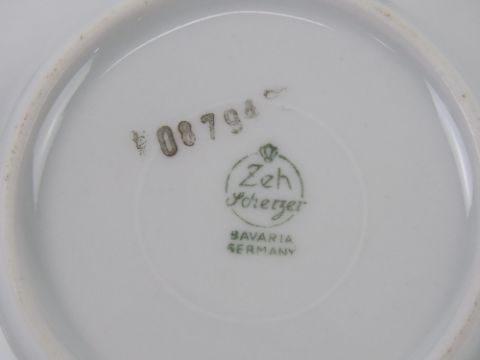 08794
Zeh
Scherzer
BAVARIA
GERMANY